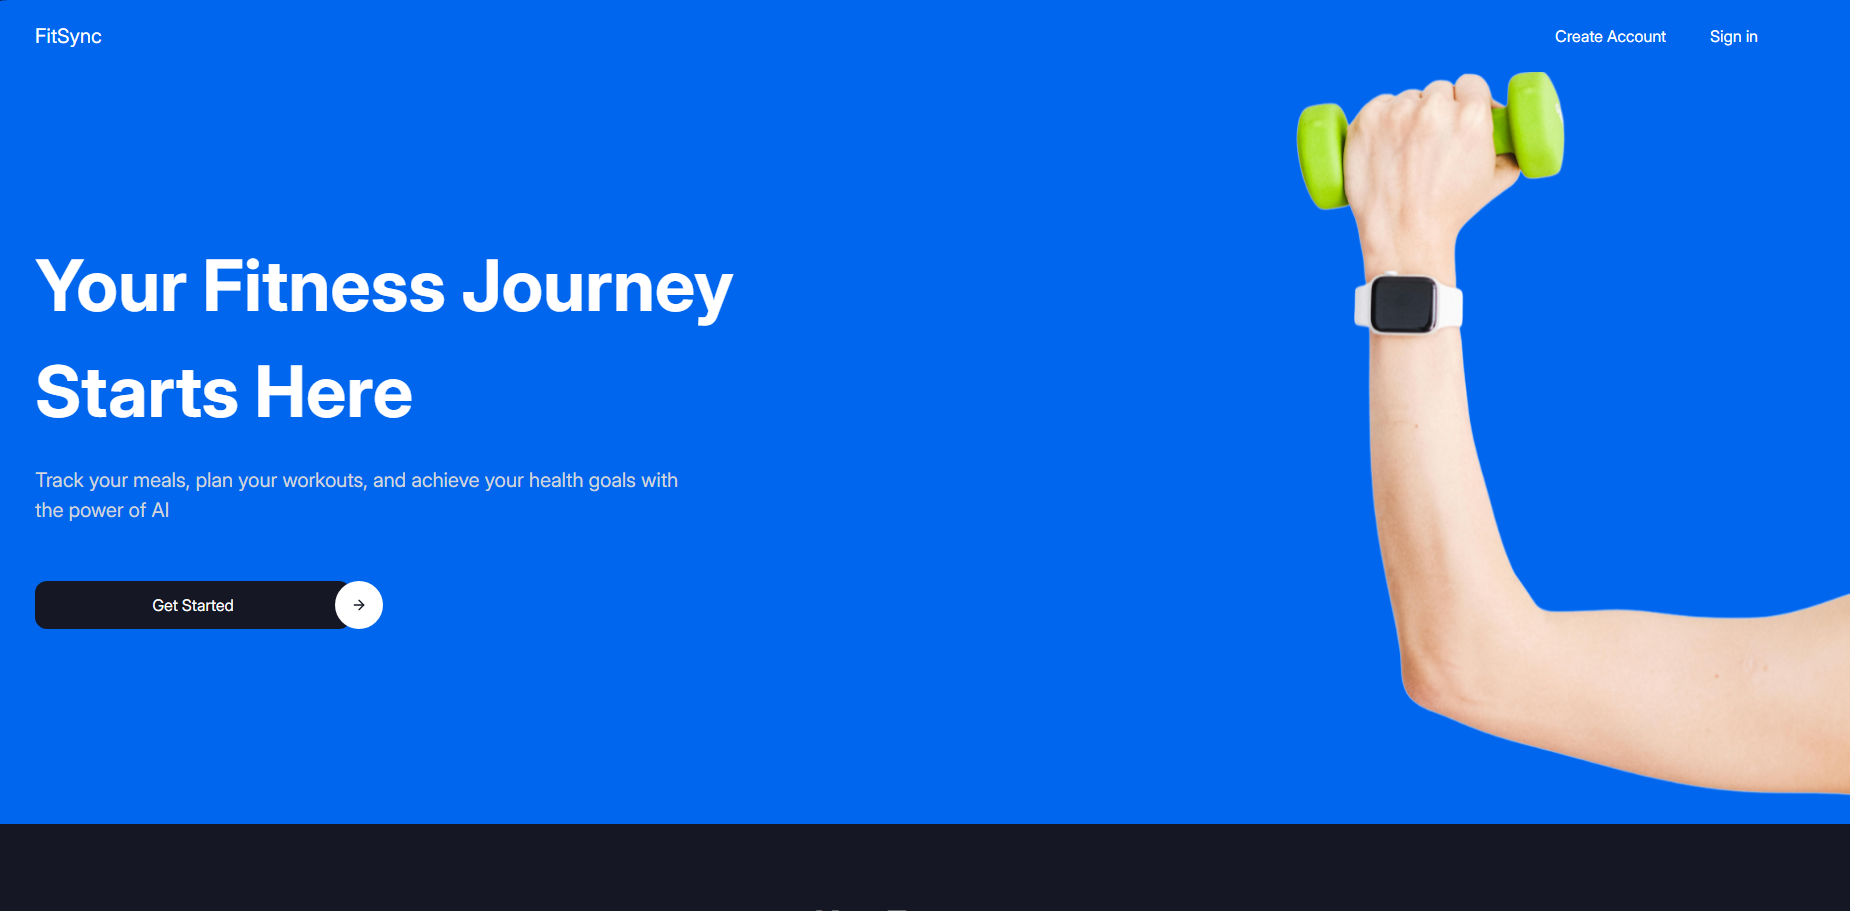 FitSync
Create Account
Sign in
Your Fitness Journey
Starts Here
Track your meals, plan your workouts, and achieve your health goals with
the power of AI
Get Started